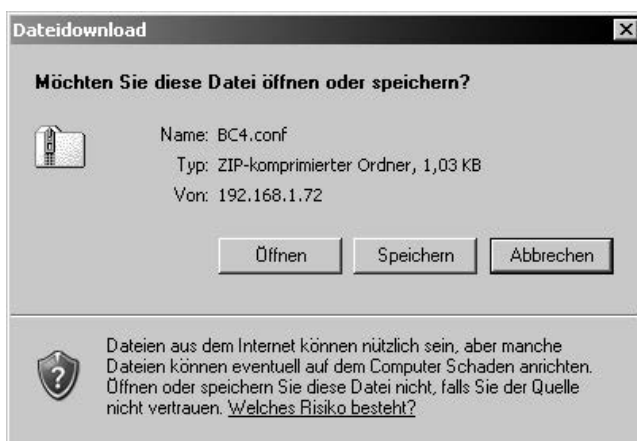 Dateidownload
Möchten Sie diese Datei öffnen oder speichern?
Name: BC4.conf
Typ: ZIP-komprimierter Ordner, 1,03 KB
Von: 192.168.1.72
Öffnen Speichern Abbrechen
Dateien aus dem Internet können nützlich sein, aber manche
Dateien können eventuell auf dem Computer Schaden anrichten.
Öffnen oder speichern Sie diese Datei nicht, falls Sie der Quelle
nicht vertrauen. Welches Risiko besteht?